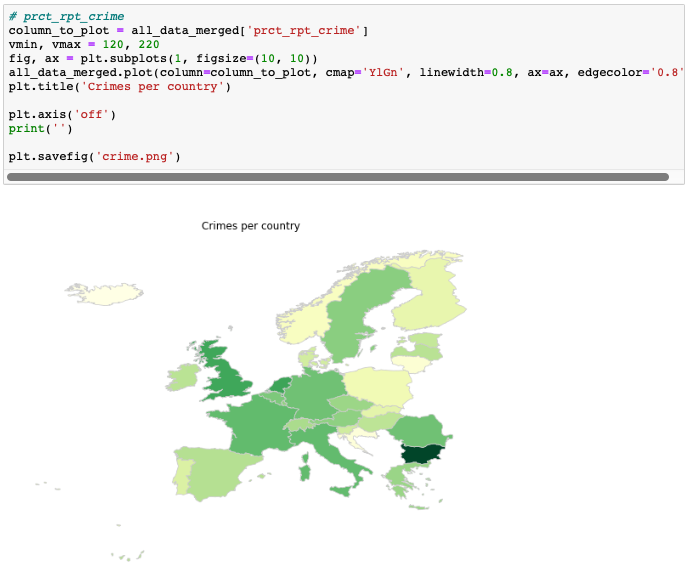 # prct_rpt_crime
column_to_plot = all_data_merged['prct_rpt_crime']
vmin, vmax = 120, 220
fig, ax = plt.subplots(1, figsize=(10, 10))
all_data_merged.plot(column=column_to_plot, cmap='YlGn', linewidth=0.8, ax=ax, edgecolor='0.8'
plt.title('Crimes per country')
plt.axis('off')
print('')
plt.savefig('crime.png')
Crimes per country